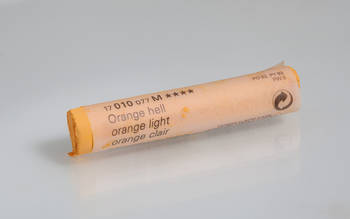 17 010 077 M ★★★★
Orange hell
orange light
orange clair